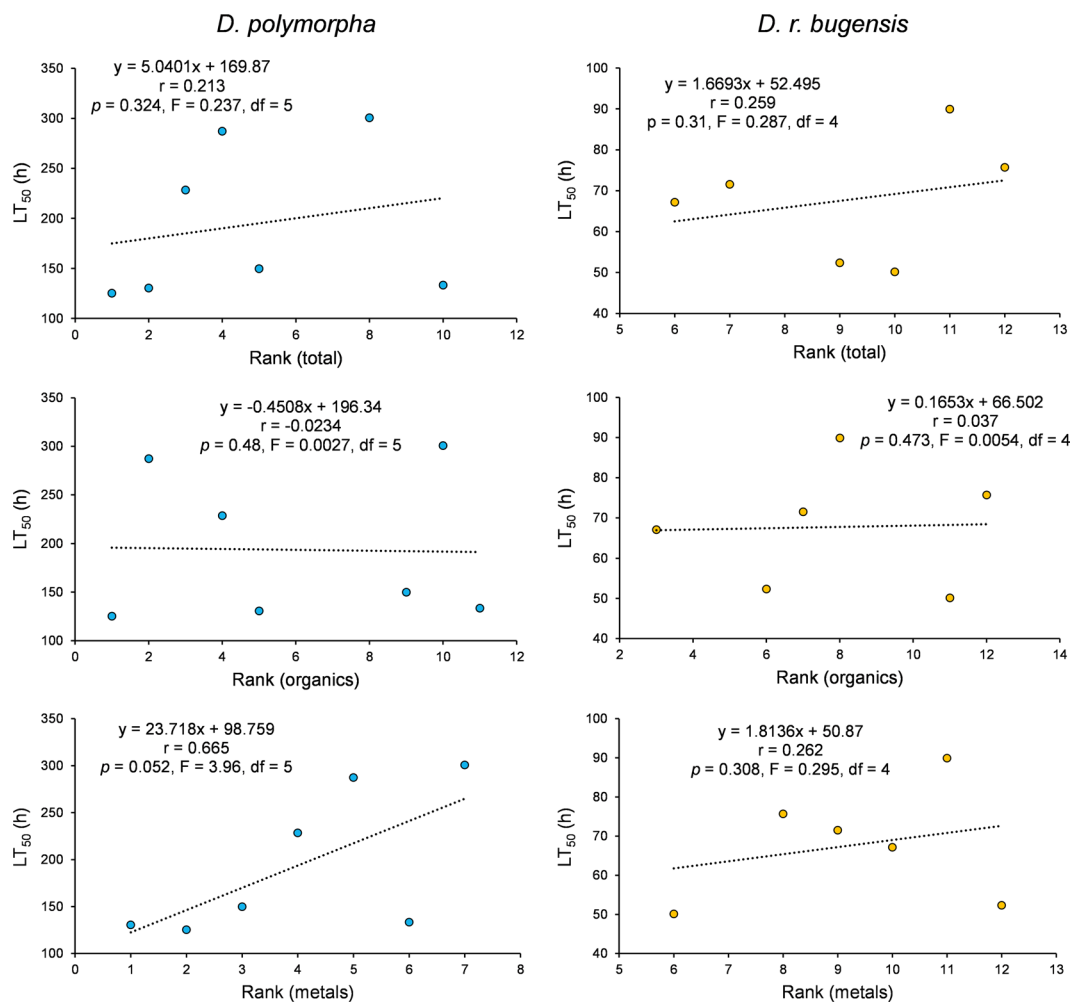 D. polymorpha
D. r. bugensis
y = 5.0401x + 169.87
r = 0.213
p = 0.324, F = 0.237, df = 5
350
300
250
200
150
100
LT50 (h)
0
2
4
6
8
10
12
Rank (total)
y = 1.6693x + 52.495
r = 0.259
p = 0.31, F = 0.287, df = 4
100
90
80
70
60
50
40
LT50 (h)
5
6
7
8
9
10
11
12
13
Rank (total)
y = -0.4508x + 196.34
r = -0.0234
p = 0.48, F = 0.0027, df = 5
350
300
250
200
150
100
LT50 (h)
0
2
4
6
8
10
12
Rank (organics)
y = 0.1653x + 66.502
r = 0.037
p = 0.473, F = 0.0054, df = 4
100
90
80
70
60
50
40
LT50 (h)
2
4
6
8
10
12
14
Rank (organics)
y = 23.718x + 98.759
r = 0.665
p = 0.052, F = 3.96, df = 5
350
300
250
200
150
100
LT50 (h)
0
1
2
3
4
5
6
7
8
Rank (metals)
y = 1.8136x + 50.87
r = 0.262
p = 0.308, F = 0.295, df = 4
100
90
80
70
60
50
40
LT50 (h)
5
6
7
8
9
10
11
12
13
Rank (metals)